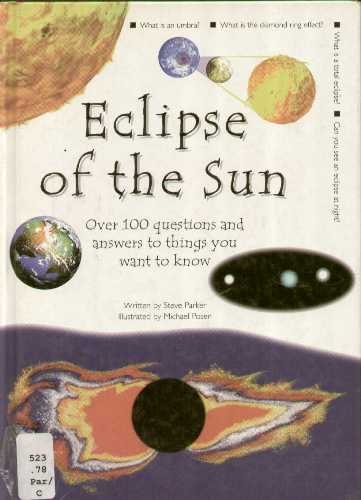 ■ What is an umbra?
■ What is the diamond ring effect?
■ What is a total eclipse?
■ Can you see an eclipse at night?
Eclipse
of the Sun
Over 100 questions and
answers to things you
want to know
Written by Steve Parker
Illustrated by Michael Posen
523
.78
Par/
C